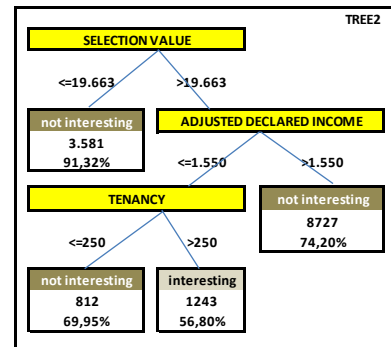 TREE2
SELECTION VALUE
<=19.663 >19.663
not interesting
3.581
91,32%
ADJUSTED DECLARED INCOME
<=1.550 >1.550
TENANCY
not interesting
8727
74,20%
<=250 >250
not interesting
812
69,95%
interesting
1243
56,80%